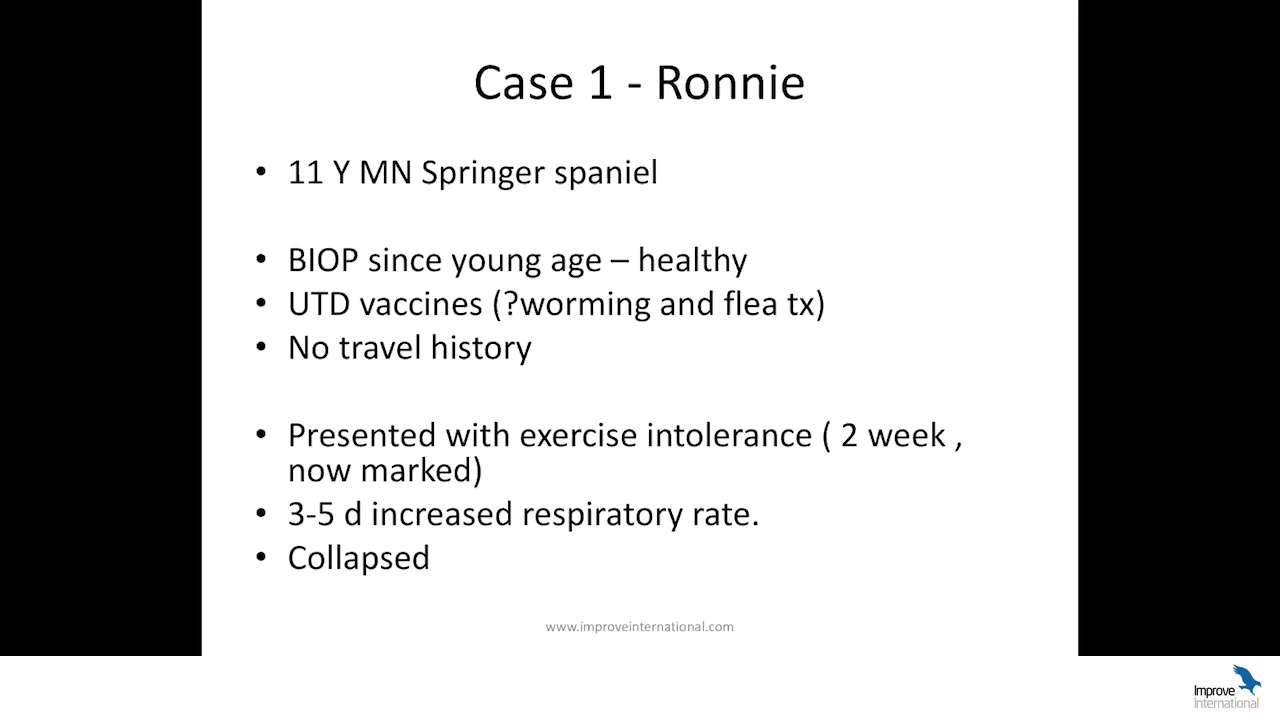 Case 1 - Ronnie
• 11 Y MN Springer spaniel
• BIOP since young age – healthy
• UTD vaccines (?worming and flea tx)
• No travel history
• Presented with exercise intolerance ( 2 week ,
now marked)
• 3-5 d increased respiratory rate.
• Collapsed
www.improveinternational.com
Improve
International